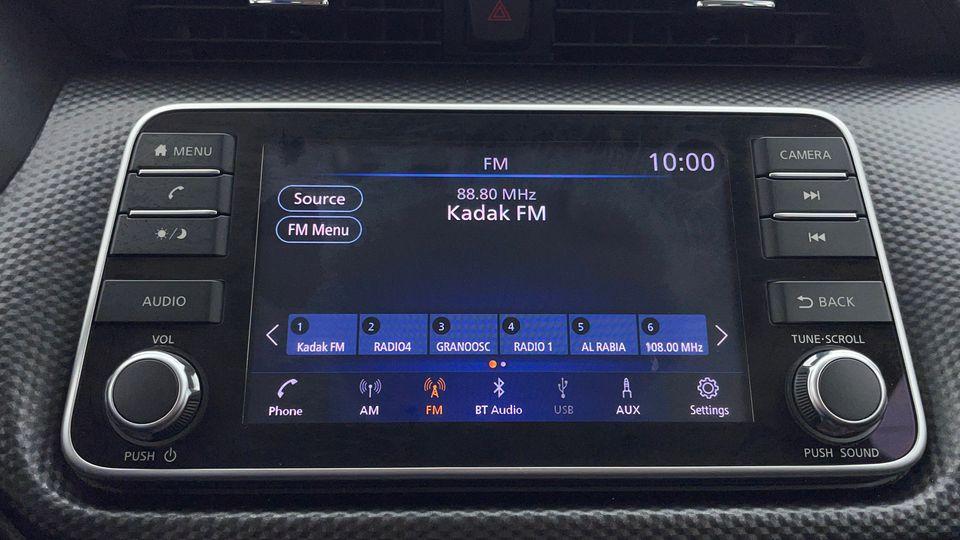 MENU
CAMERA
AUDIO
BACK
VOL
TUNE·SCROLL
PUSH
PUSH SOUND
FM
10:00
Source
FM Menu
88.80 MHz
Kadak FM
1 Kadak FM
2 RADIO4
3 GRANOOSC
4 RADIO 1
5 AL RABIA
6 108.00 MHz
Phone
AM
FM
BT Audio
USB
AUX
Settings